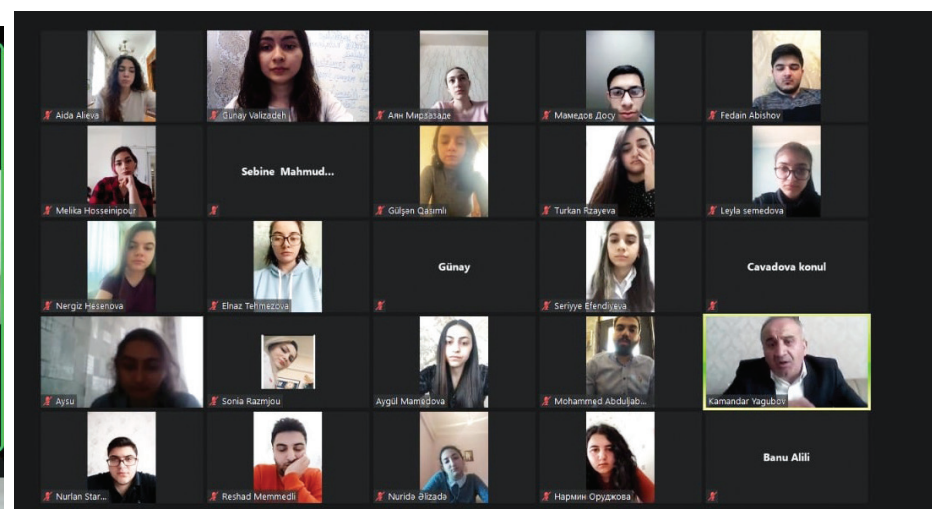 Aida Alieva
Gunay Valizadeh
Аян Мирзазаде
Мамедов Досу
Fedain Abishov
Melika Hosseinipour
Sebine Mahmud...
Gülşən Qasımlı
Turkan Rzayeva
Leyla semedova
Nergiz Hesenova
Elnaz Tehmezova
Günay
Seriyye Efendiyeva
Cavadova konul
Aysu
Sonia Razmjou
Aygül Mamedova
Mohammed Abduljab...
Kamandar Yagubov
Nurlan Star...
Reshad Memmedli
Nuridə Əlizadə
Нармин Оруджова
Banu Alili